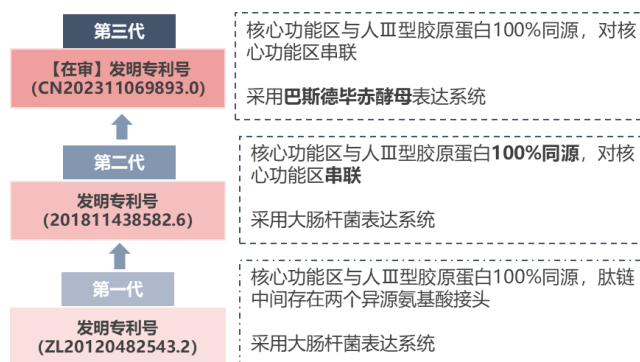 第三代
【在审】发明专利号
(CN202311069893.0)
核心功能区与人Ⅲ型胶原蛋白100%同源，对核
心功能区串联
采用巴斯德毕赤酵母表达系统
第二代
发明专利号
(201811438582.6)
核心功能区与人Ⅲ型胶原蛋白100%同源，对核
心功能区串联
采用大肠杆菌表达系统
第一代
发明专利号
(ZL20120482543.2)
核心功能区与人Ⅲ型胶原蛋白100%同源，肽链
中间存在两个异源氨基酸接头
采用大肠杆菌表达系统